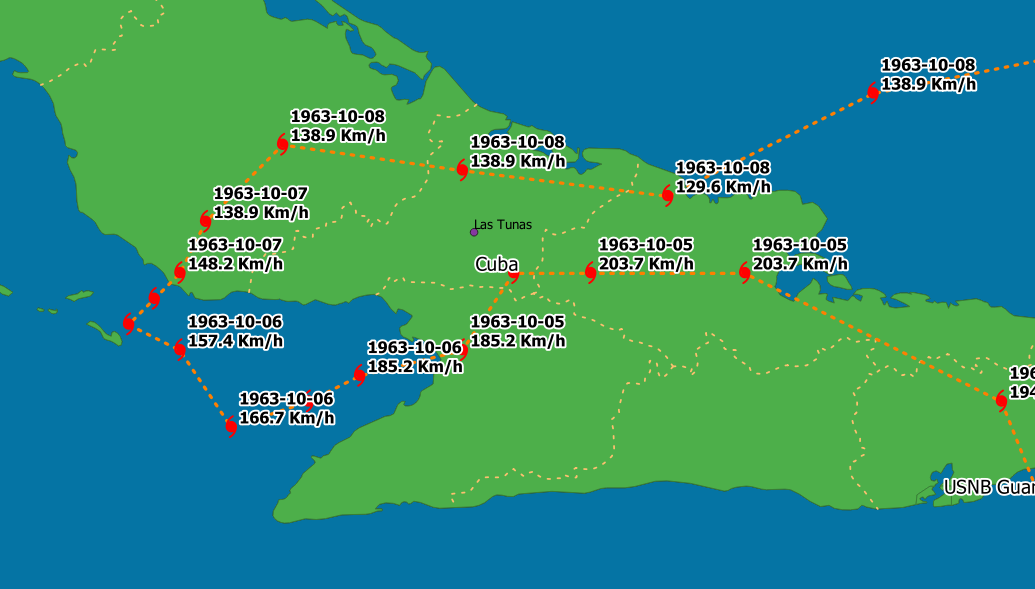 1963-10-08
138.9 Km/h
1963-10-08
138.9 Km/h
1963-10-08
138.9 Km/h
1963-10-08
129.6 Km/h
1963-10-07
138.9 Km/h
Las Tunas
1963-10-07
148.2 Km/h
Cuba
1963-10-05
203.7 Km/h
1963-10-05
203.7 Km/h
1963-10-06
157.4 Km/h
1963-10-05
185.2 Km/h
1963-10-06
185.2 Km/h
1963-10-06
166.7 Km/h
196
194
USNB Guan